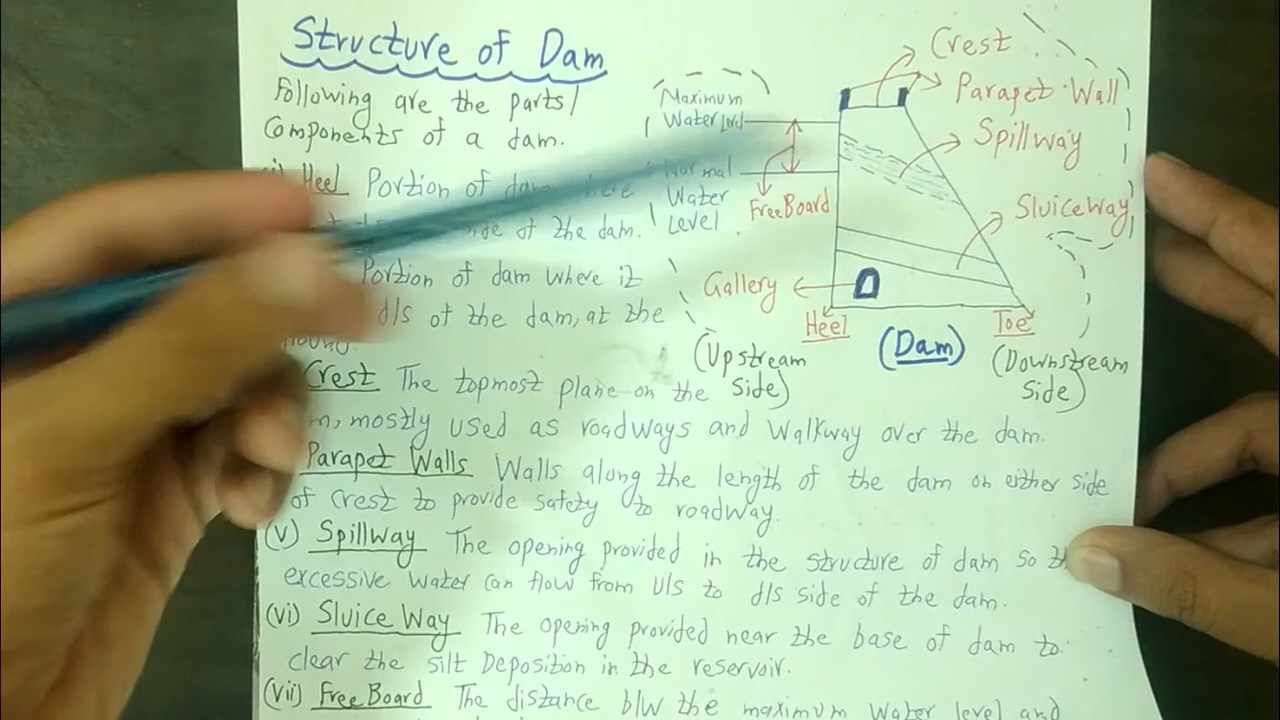 Structure of Dam
Following are the parts/
Components of a dam.
Heel Portion of dam
side of the dam.
Portion of dam where it
d/s of the dam, at the
Crest The topmost plane on the
mostly used as roadways and Walkway over the dam.
Parapet Walls Walls along the length of the dam on either side
of crest to provide safety to roadway.
(v) Spillway The opening provided in the structure of dam so
excessive Water Can flow from U/s to d/s side of the dam.
(vi) Sluice Way The opening provided near the base of dam to
clear the silt Deposition in the reservoir.
(vii) Free Board The distance b/w the maximum Water level and
Maximum
Water
Normal
Water
Level
FreeBoard
Crest
Parapet Wall
Spillway
Sluiceway
Gallery
Heel
Toe
(Dam)
(Upstream
Side)
(Downstream
Side)